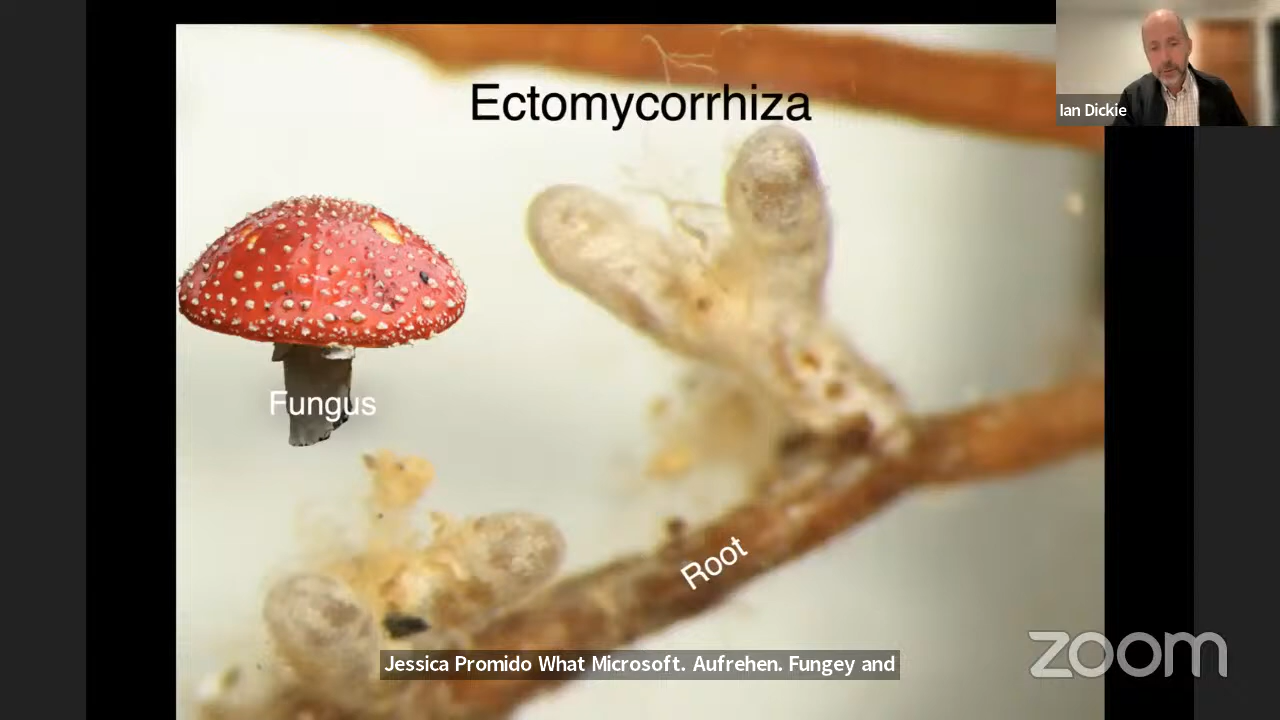 Ectomycorrhiza
Ian Dickie
Fungus
Root
Jessica Promido What Microsoft. Aufrehen. Fungey and
zoom